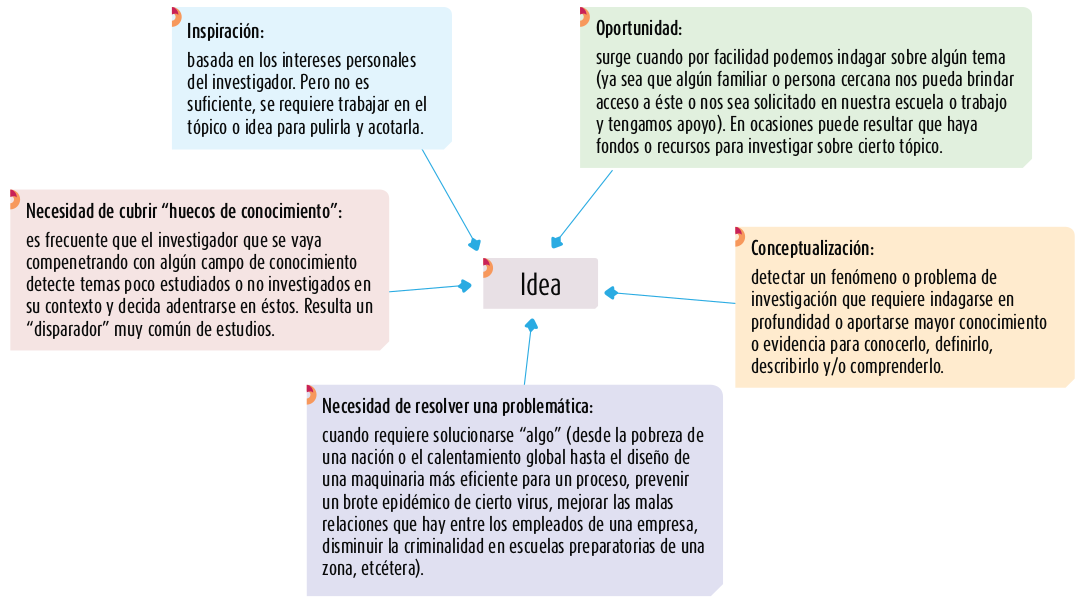 Inspiración:
basada en los intereses personales
del investigador. Pero no es
suficiente, se requiere trabajar en el
tópico o idea para pulirla y acotarla.
Oportunidad:
surge cuando por facilidad podemos indagar sobre algún tema
(ya sea que algún familiar o persona cercana nos pueda brindar
acceso a éste o nos sea solicitado en nuestra escuela o trabajo
y tengamos apoyo). En ocasiones puede resultar que haya
fondos o recursos para investigar sobre cierto tópico.
Necesidad de cubrir “huecos de conocimiento”:
es frecuente que el investigador que se vaya
compenetrando con algún campo de conocimiento
detecte temas poco estudiados o no investigados en
su contexto y decida adentrarse en éstos. Resulta un
“disparador” muy común de estudios.
Idea
Conceptualización:
detectar un fenómeno o problema de
investigación que requiere indagarse en
profundidad o aportarse mayor conocimiento
o evidencia para conocerlo, definirlo,
describirlo y/o comprenderlo.
Necesidad de resolver una problemática:
cuando requiere solucionarse “algo” (desde la pobreza de
una nación o el calentamiento global hasta el diseño de
una maquinaria más eficiente para un proceso, prevenir
un brote epidémico de cierto virus, mejorar las malas
relaciones que hay entre los empleados de una empresa,
disminuir la criminalidad en escuelas preparatorias de una
zona, etcétera).